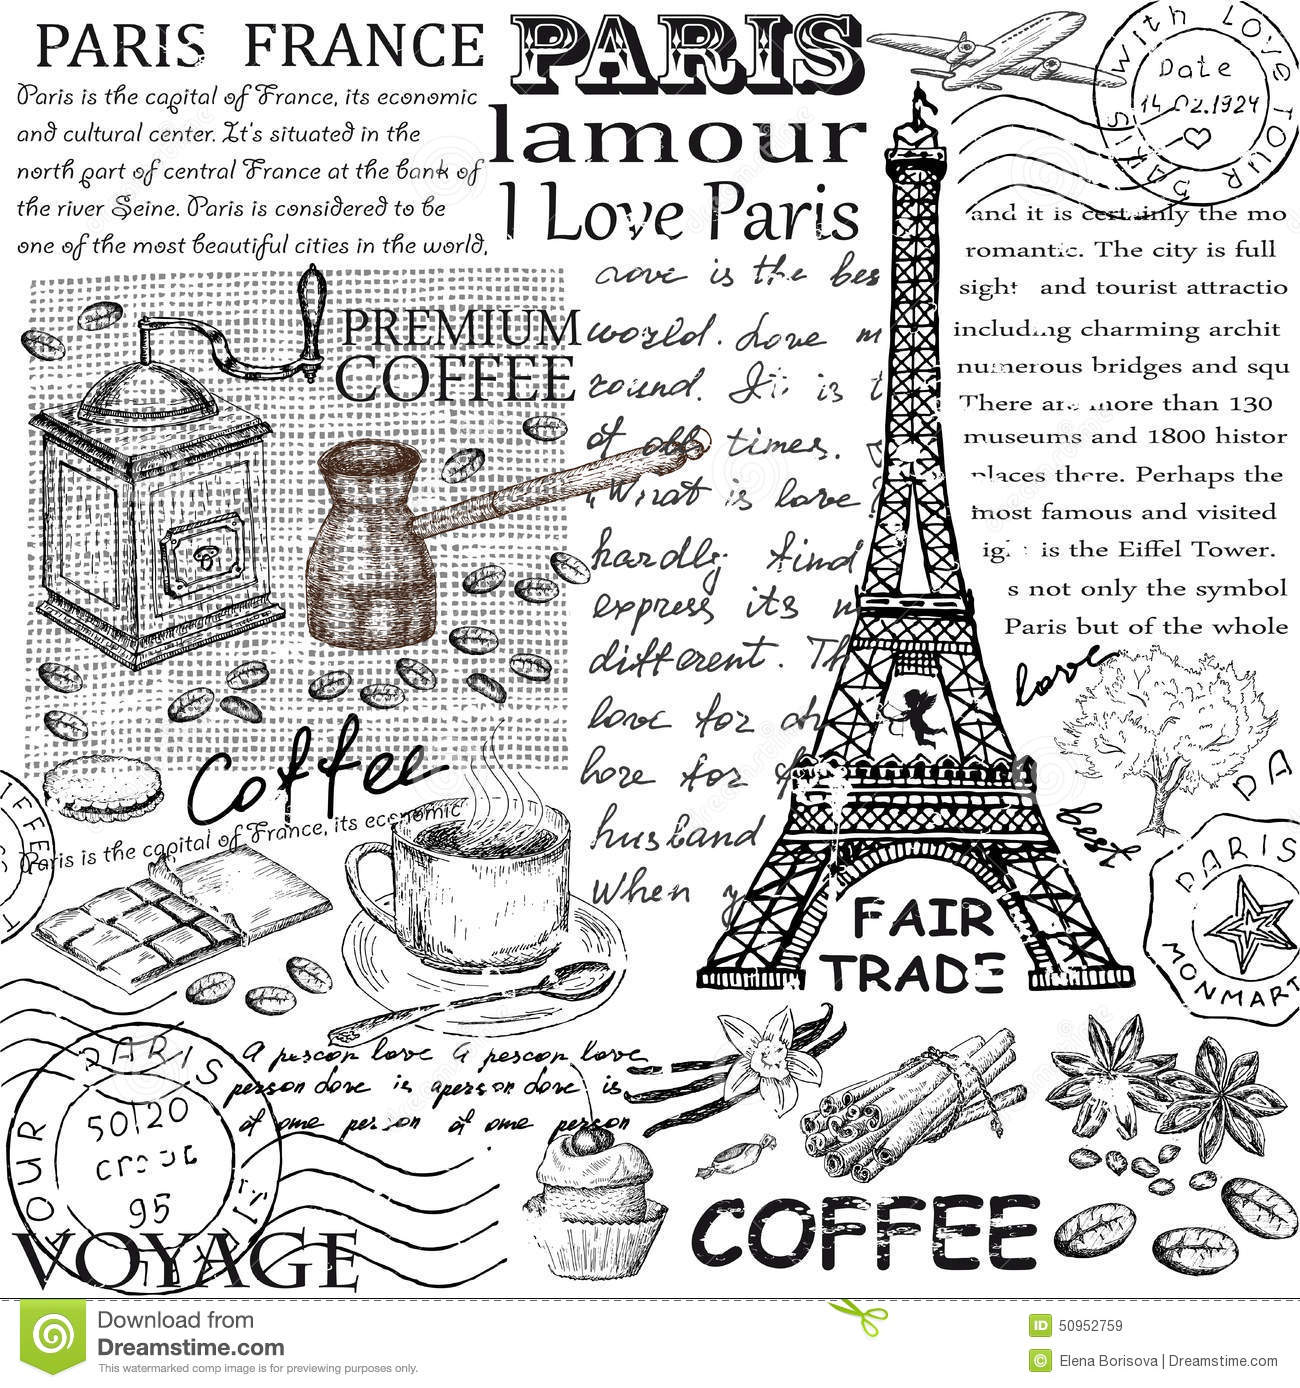 PARIS FRANCE
Paris is the capital of France, its economic
and cultural center. It's situated in the
north part of central France at the bank of
the river Seine. Paris is considered to be
one of the most beautiful cities in the world,
PARIS
lamour
I Love Paris
with LOVE TOUR PARIS
Date
14.02.1924
and it is certainly the mo
romantic. The city is full
sight and tourist attractio
including charming archit
numerous bridges and squ
There are more than 130
museums and 1800 histor
places there. Perhaps the
most famous and visited
is the Eiffel Tower.
s not only the symbol
Paris but of the whole
PREMIUM
COFFEE
love is the bes
world. Love m
round. It is t
of all times.
"What is love?
hardly find
express its
different. Th
love for
love for
husband
When y
Coffee
Paris is the capital of France, its economic
love
best
PA
PARIS
MONMART
FAIR
TRADE
A person love A person love
person dove is a person dove is
of one person of one person
PARIS
TOUR
50120
95
VOYAGE
COFFEE
Download from
Dreamstime.com
This watermarked comp image is for previewing purposes only.
ID 50952759
© Elena Borisova | Dreamstime.com